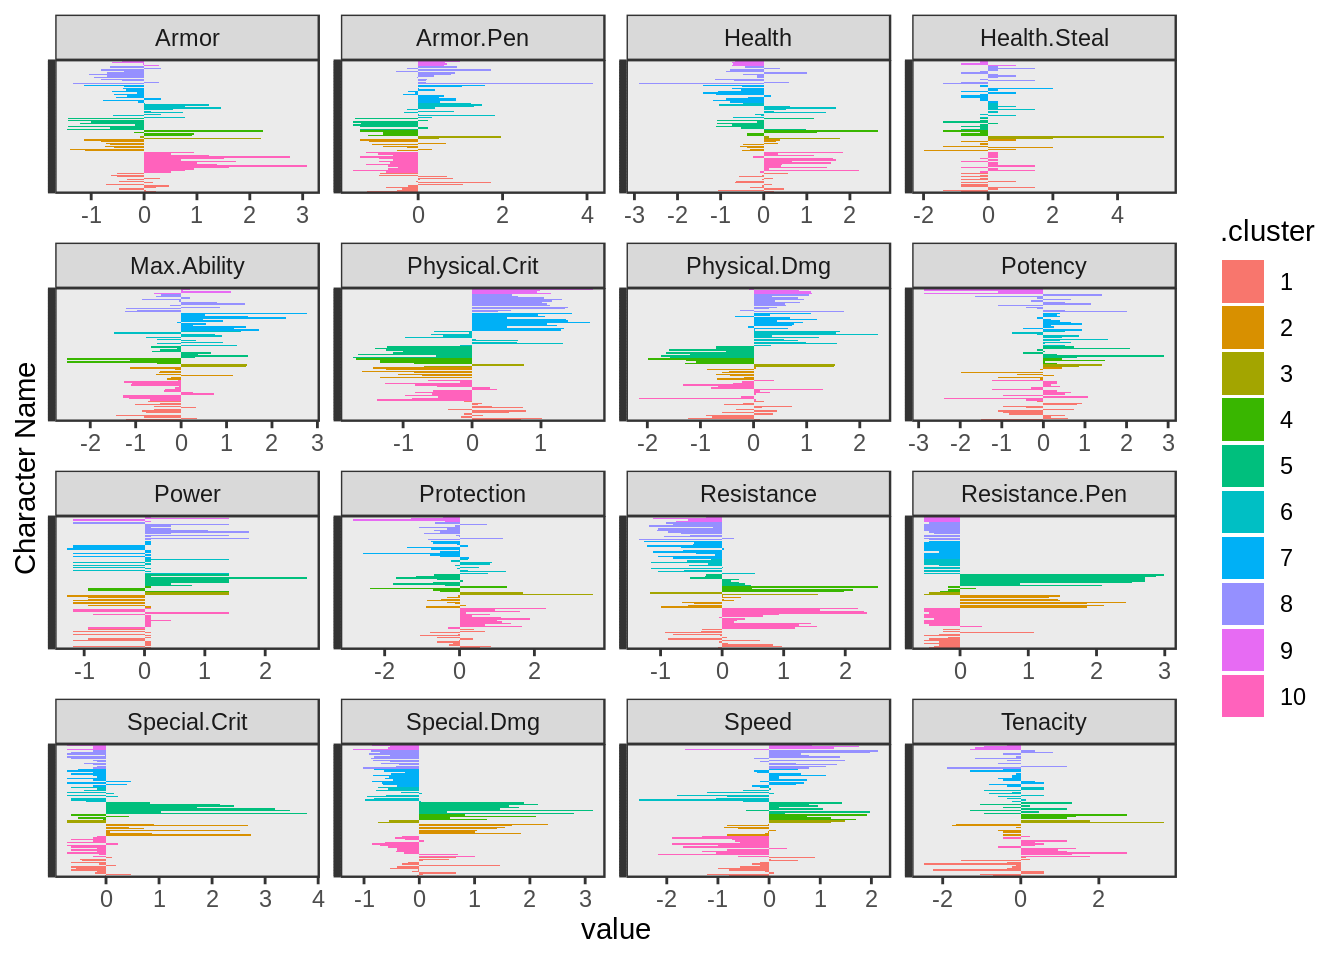 Armor Armor.Pen Health Health.Steal
-1 0 1 2 3 0 2 4 -3 -2 -1 0 1 2 -2 0 2 4
Max.Ability Physical.Crit Physical.Dmg Potency
-2 -1 0 1 2 3 -1 0 1 -2 -1 0 1 2 -3 -2 -1 0 1 2 3
Power Protection Resistance Resistance.Pen
-1 0 1 2 -2 0 2 -1 0 1 2 0 1 2 3
Special.Crit Special.Dmg Speed Tenacity
0 1 2 3 4 -1 0 1 2 3 -2 -1 0 1 2 -2 0 2
value
Character Name
.cluster
1
2
3
4
5
6
7
8
9
10